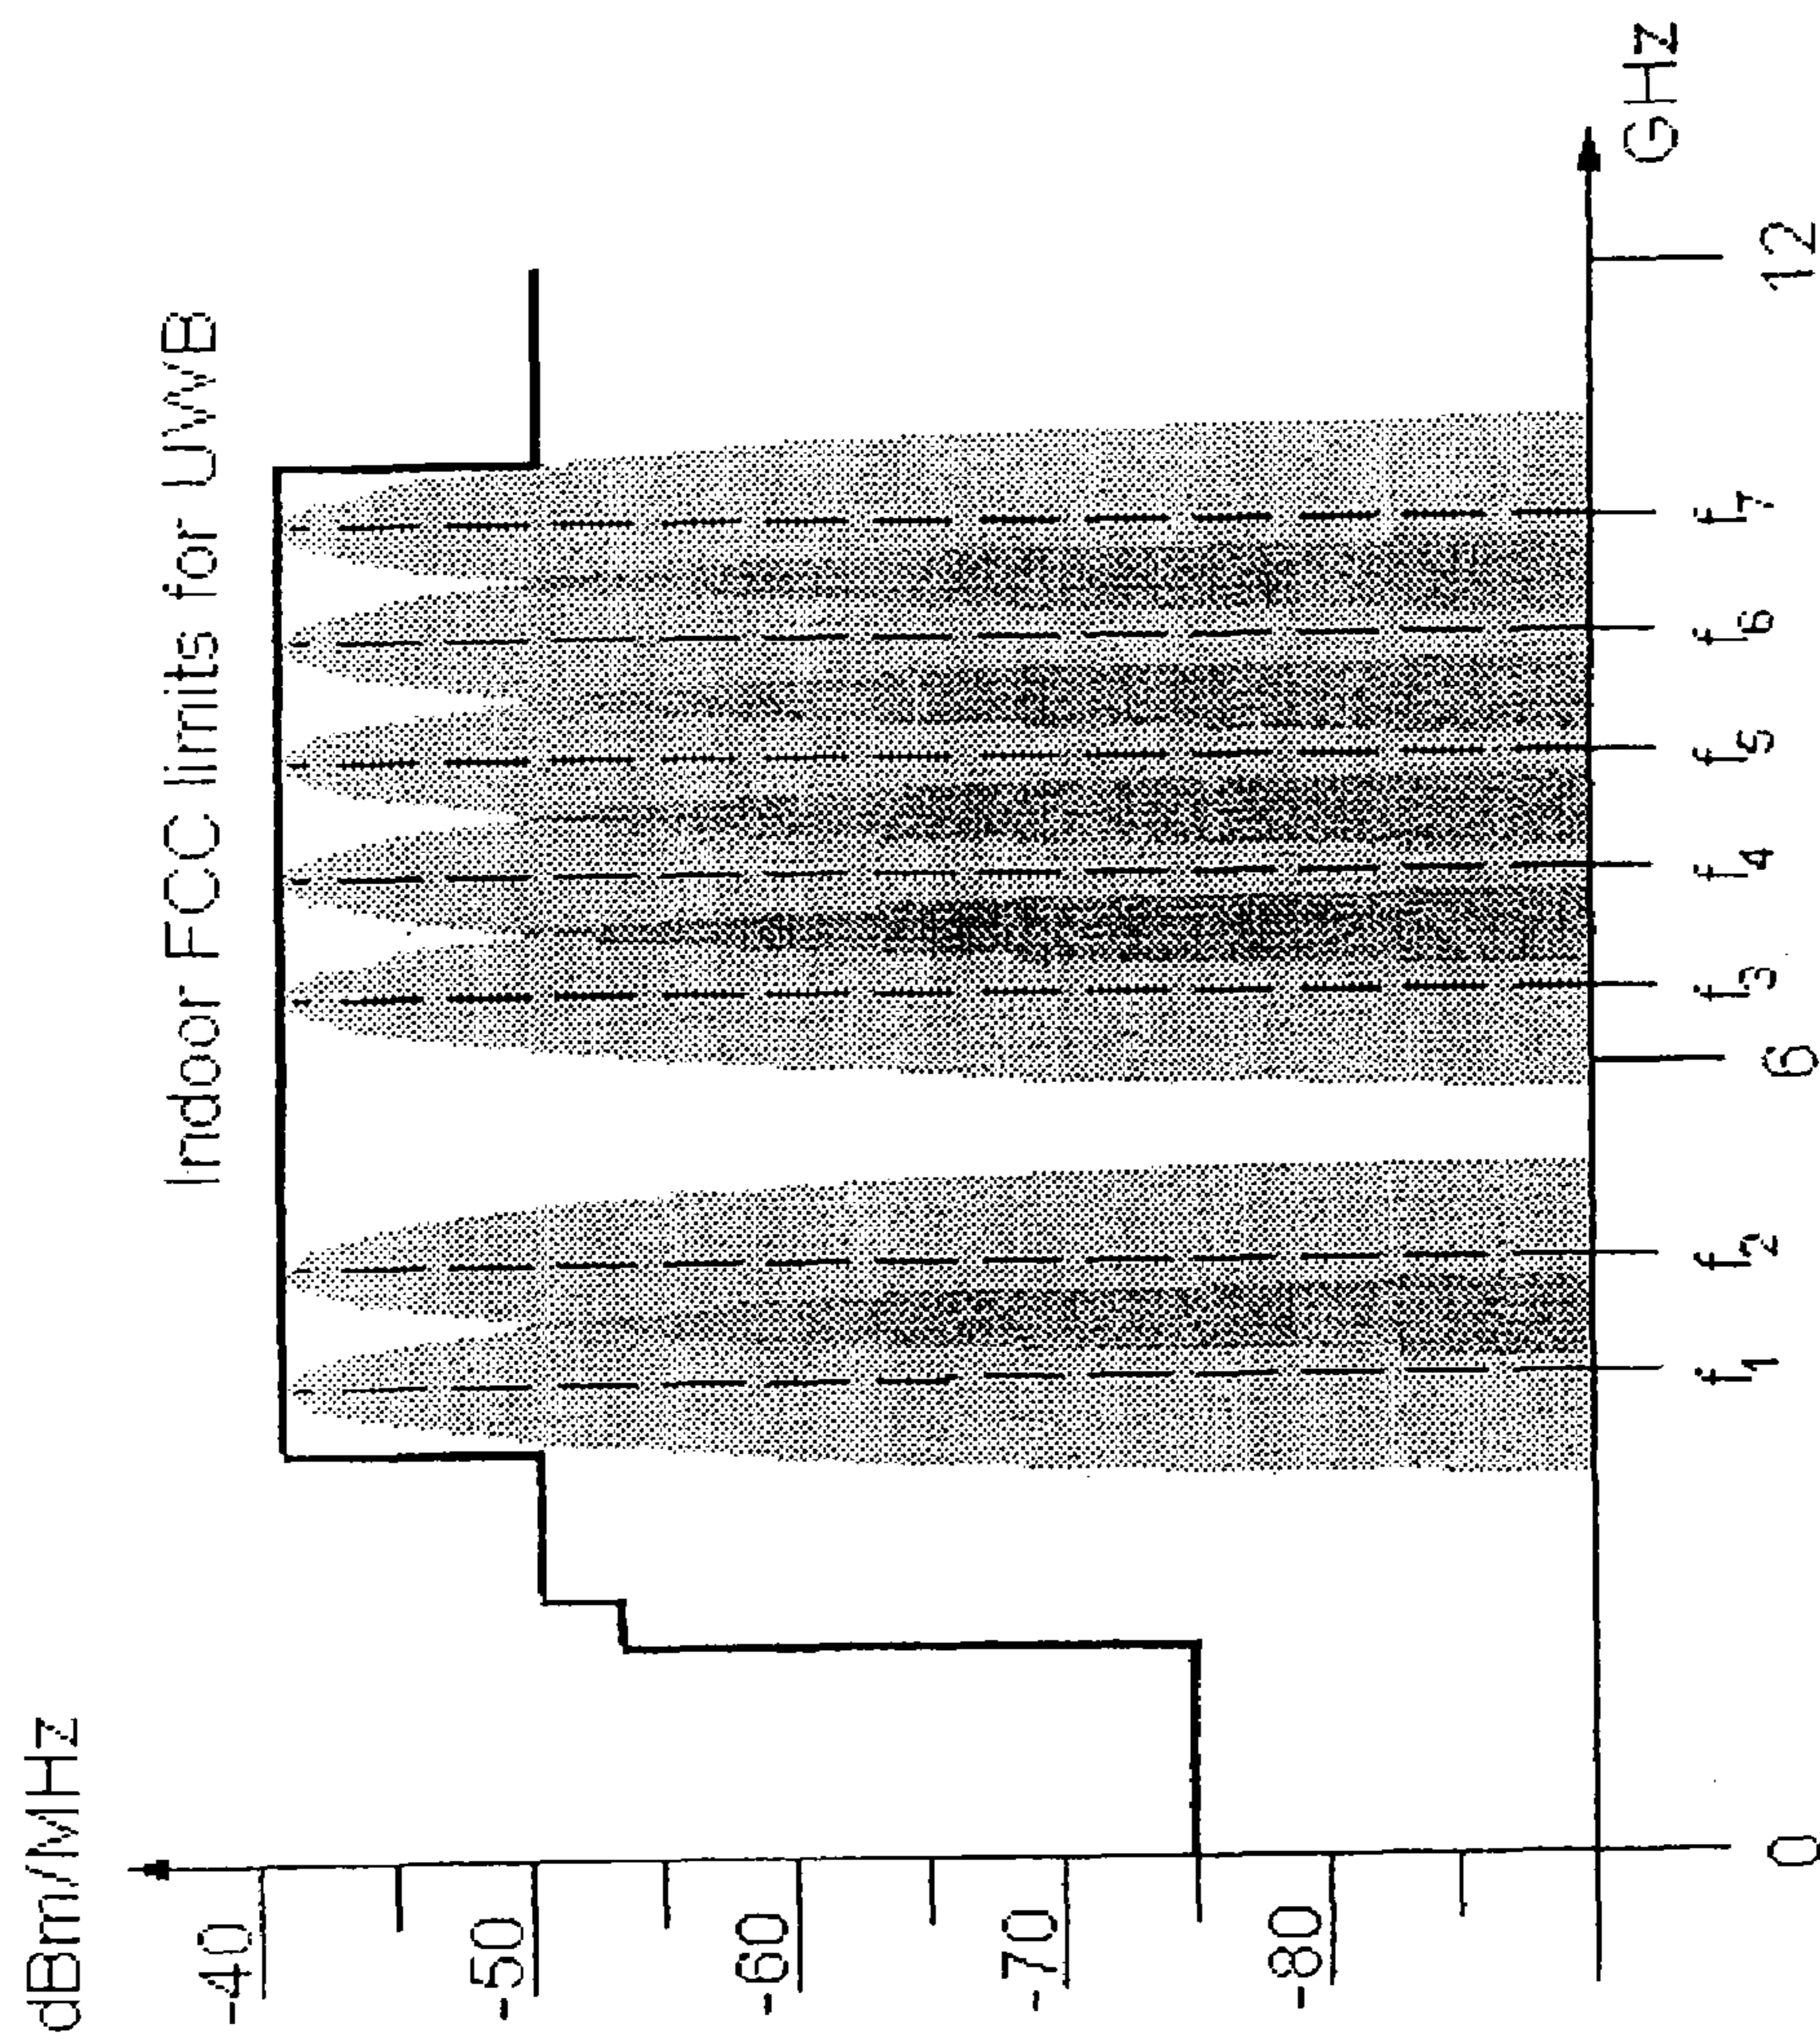 Indoor FCC limits for UWB
dBm/MHz
-40
-50
-60
-70
-80
0
6
12
GHz
f1
f2
f3
f4
f5
f6
f7